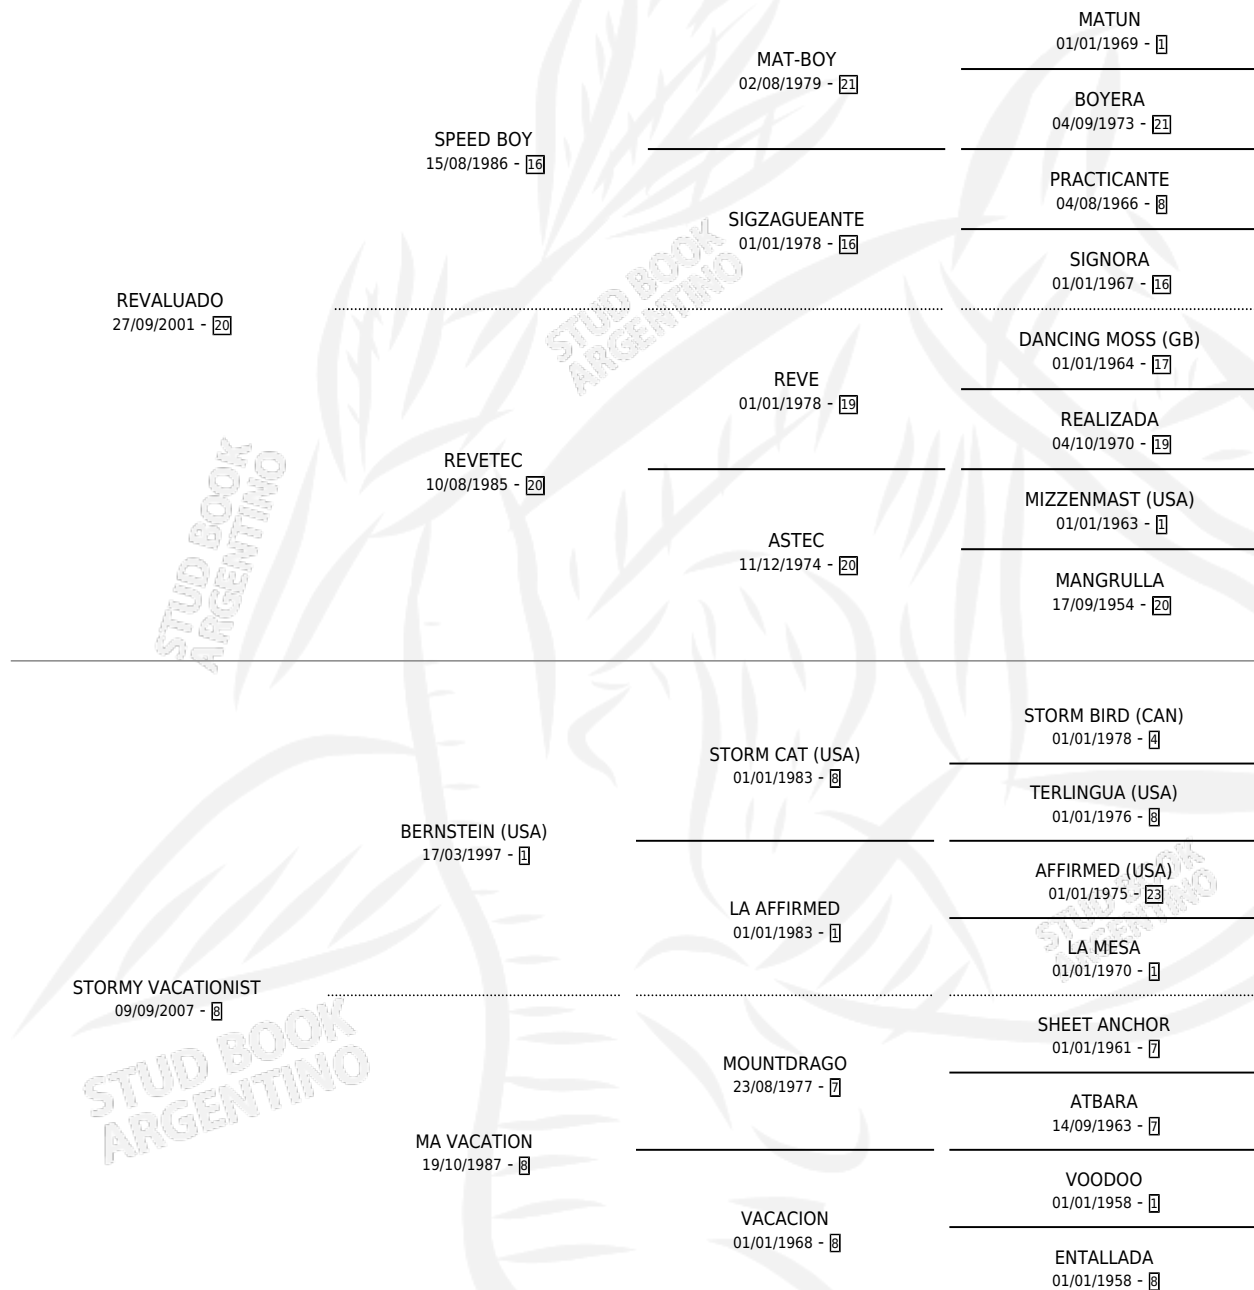 MATUN
01/01/1969 - 1
MAT-BOY
02/08/1979 - 21
BOYERA
04/09/1973 - 21
SPEED BOY
15/08/1986 - 16
PRACTICANTE
04/08/1966 - 8
SIGZAGUEANTE
01/01/1978 - 16
SIGNORA
01/01/1967 - 16
REVALUADO
27/09/2001 - 20
STUD BOOK
ARGENTINO
DANCING MOSS (GB)
01/01/1964 - 17
REVE
01/01/1978 - 19
REALIZADA
04/10/1970 - 19
REVETEC
10/08/1985 - 20
MIZZENMAST (USA)
01/01/1963 - 1
ASTEC
11/12/1974 - 20
MANGRULLA
17/09/1954 - 20
STUD BOOK
ARGENTINO
STORM BIRD (CAN)
01/01/1978 - 4
STORM CAT (USA)
01/01/1983 - 8
TERLINGUA (USA)
01/01/1976 - 8
BERNSTEIN (USA)
17/03/1997 - 1
AFFIRMED (USA)
01/01/1975 - 23
LA AFFIRMED
01/01/1983 - 1
STUD BOOK
ARGENTINO
LA MESA
01/01/1970 - 1
STORMY VACATIONIST
09/09/2007 - 8
SHEET ANCHOR
01/01/1961 - 7
MOUNTDRAGO
23/08/1977 - 7
STUD BOOK
ARGENTINO
ATBARA
14/09/1963 - 7
MA VACATION
19/10/1987 - 8
VOODOO
01/01/1958 - 1
VACACION
01/01/1968 - 8
ENTALLADA
01/01/1958 - 8